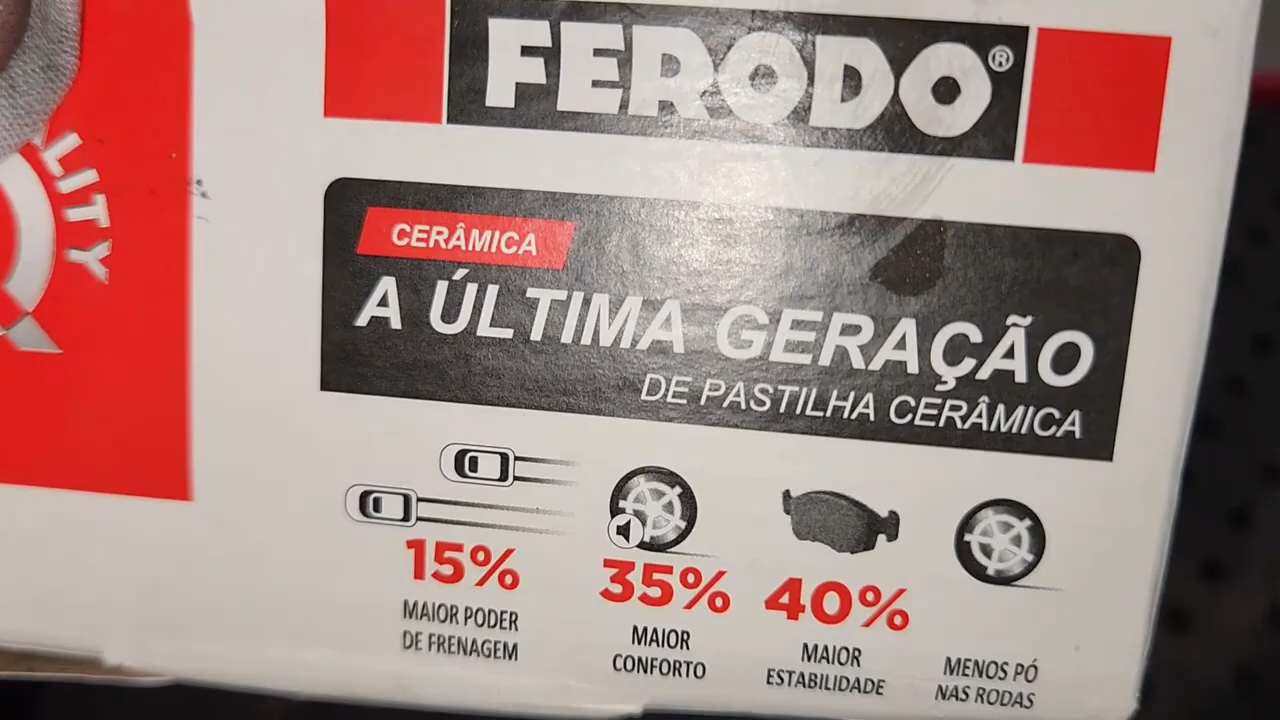 FERODO®
LITY
CERÂMICA
A ÚLTIMA GERAÇÃO
DE PASTILHA CERÂMICA
15%
MAIOR PODER
DE FRENAGEM
35%
MAIOR
CONFORTO
40%
MAIOR
ESTABILIDADE
MENOS PÓ
NAS RODAS